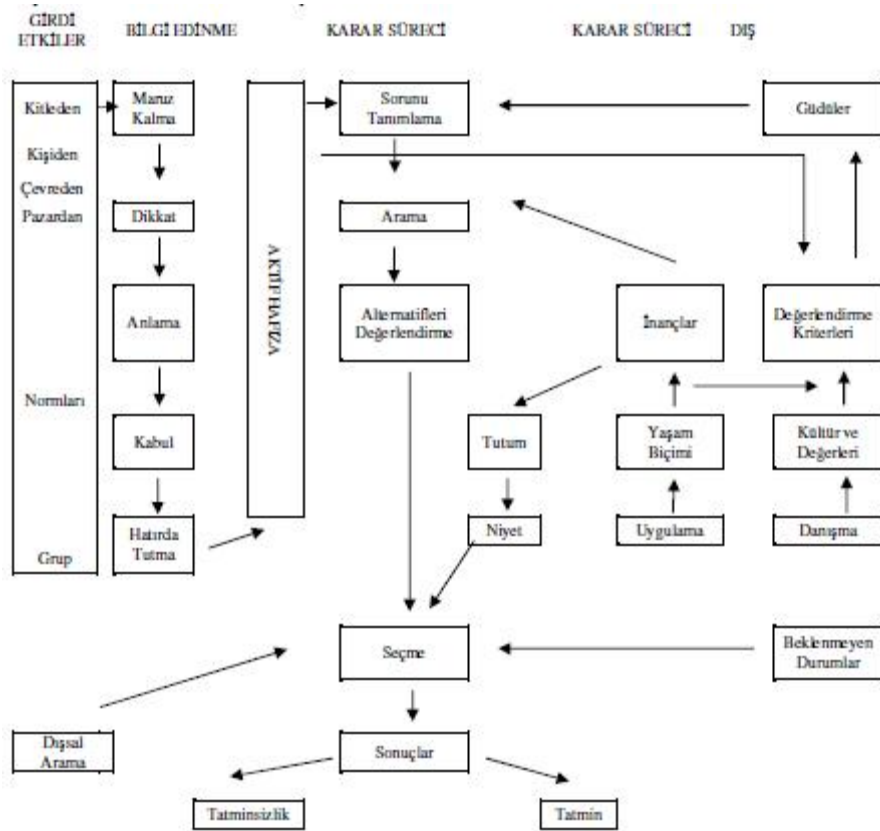 GİRDİ
ETKİLER
BİLGİ EDİNME
KARAR SÜRECİ
KARAR SÜRECİ DIŞ
Kitleden
Kişiden
Çevreden
Pazardan
Normları
Grup
Maruz
Kalma
Dikkat
Anlama
Kabul
Hatırda
Tutma
AKTİF HAFIZA
Sorunu
Tanımlama
Arama
Alternatifleri
Değerlendirme
Güdüler
İnançlar
Değerlendirme
Kriterleri
Tutum
Yaşam
Biçimi
Kültür ve
Değerleri
Niyet
Uygulama
Danışma
Seçme
Beklenmeyen
Durumlar
Dışsal
Arama
Sonuçlar
Tatminsizlik
Tatmin